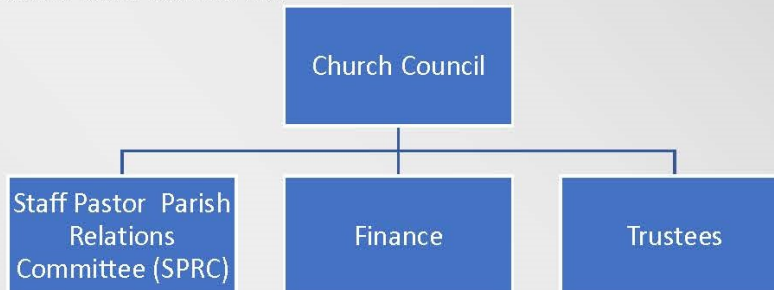 Church Council
Staff Pastor Parish
Relations
Committee (SPRC)
Finance
Trustees